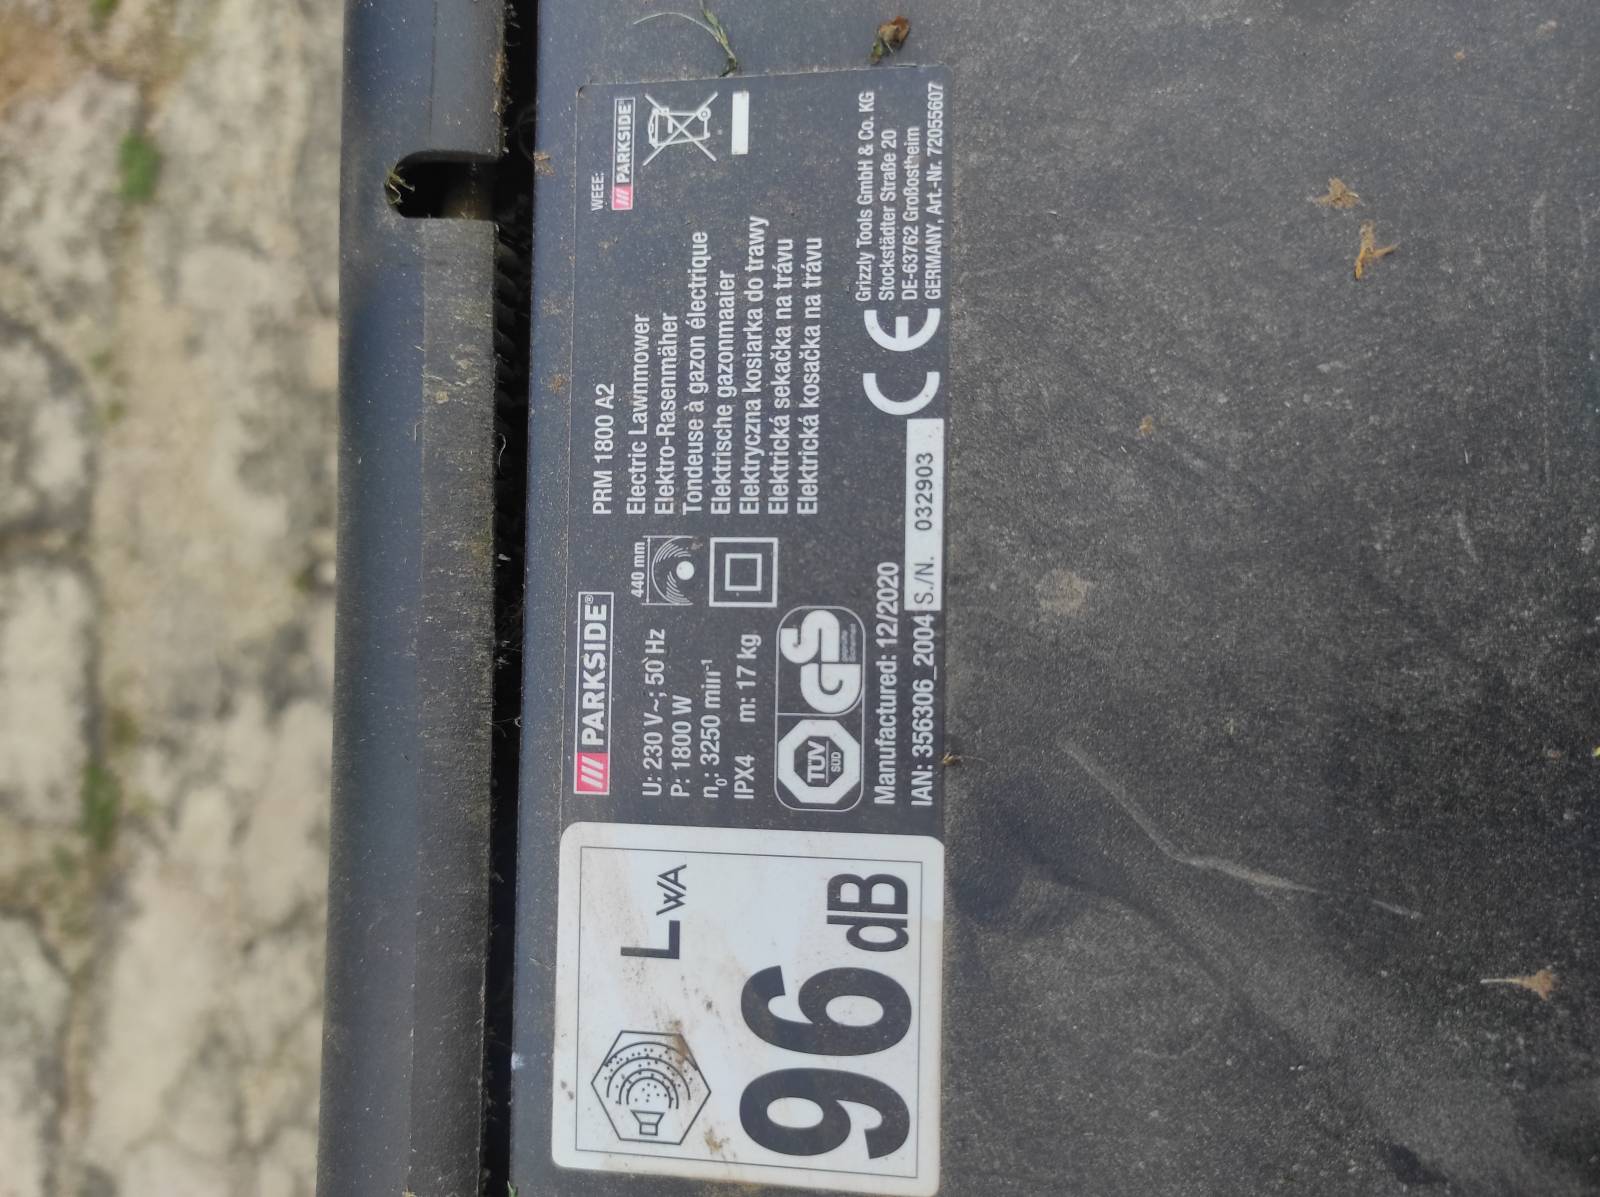 L WA
96 dB
PARKSIDE®
U: 230 V~; 50 Hz
P: 1800 W
n0: 3250 min-1
IPX4 m: 17 kg
440 mm
TÜV
SÜD
GS
Manufactured: 12/2020
IAN: 356306_2004
S./N. 032903
PRM 1800 A2
Electric Lawnmower
Elektro-Rasenmäher
Tondeuse à gazon électrique
Elektrische gazonmaaier
Elektryczna kosiarka do trawy
Elektrická sekačka na trávu
Elektrická kosačka na trávu
CE
WEEE:
PARKSIDE®
Grizzly Tools GmbH & Co. KG
Stockstädter Straße 20
DE-63762 Großostheim
GERMANY, Art.-Nr. 72055607